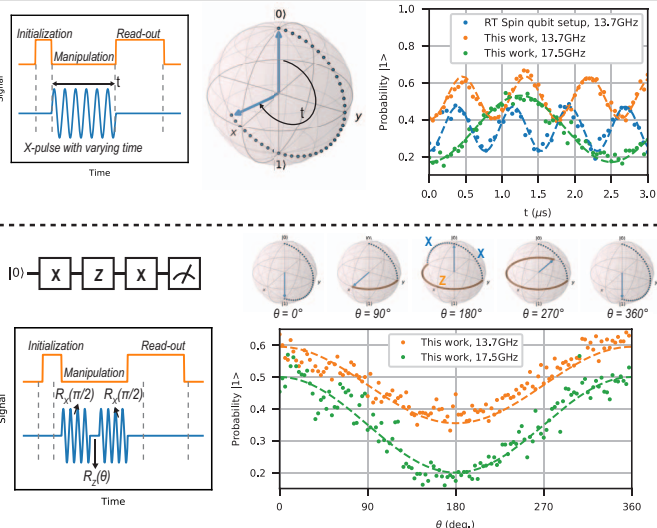 Initialization
Read-out
Manipulation
t
Signal
X-pulse with varying time
Time
|0⟩
t
x
y
|1⟩
1.0
0.8
0.6
0.4
0.2
Probability |1>
RT Spin qubit setup, 13.7GHz
This work, 13.7GHz
This work, 17.5GHz
0.0 0.5 1.0 1.5 2.0 2.5 3.0
t (μs)
|0⟩ X Z X
X X
Z
θ = 0° θ = 90° θ = 180° θ = 270° θ = 360°
Initialization
Read-out
Manipulation
Rx(π/2) Rx(π/2)
Signal
Rz(θ)
Time
0,6
0,5
0,4
0,3
0.2
Probability |1>
This work, 13.7GHz
This work, 17.5GHz
0 90 180 270 360
θ (deg.)